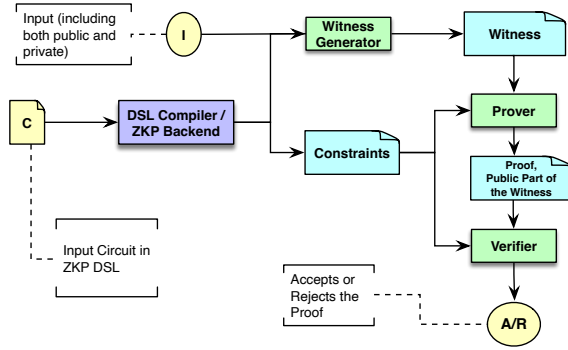 Input (including
both public and
private)
I
Witness
Generator
Witness
C
DSL Compiler /
ZKP Backend
Constraints
Prover
Proof,
Public Part of
the Witness
Input Circuit in
ZKP DSL
Verifier
Accepts or
Rejects the
Proof
A/R